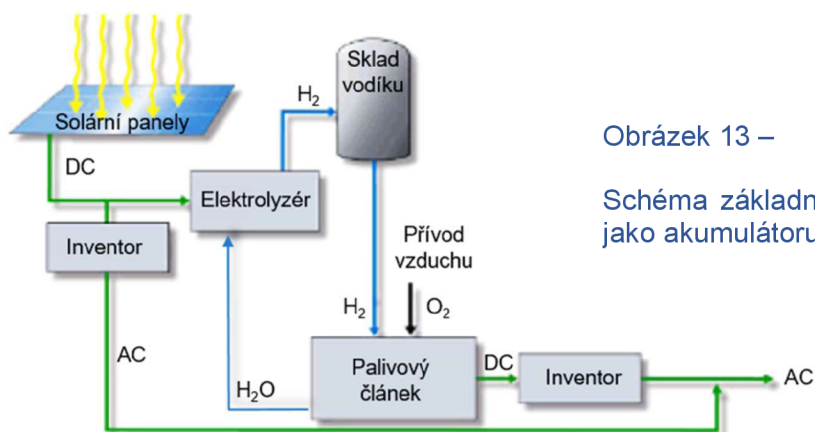 Sklad
vodíku
H₂
Solární panely
DC
Elektrolyzér
Inventor
Přívod
vzduchu
H₂
O₂
AC
H₂O
Palivový
článek
DC
Inventor
AC
Obrázek 13 –
Schéma základn
jako akumulátoru